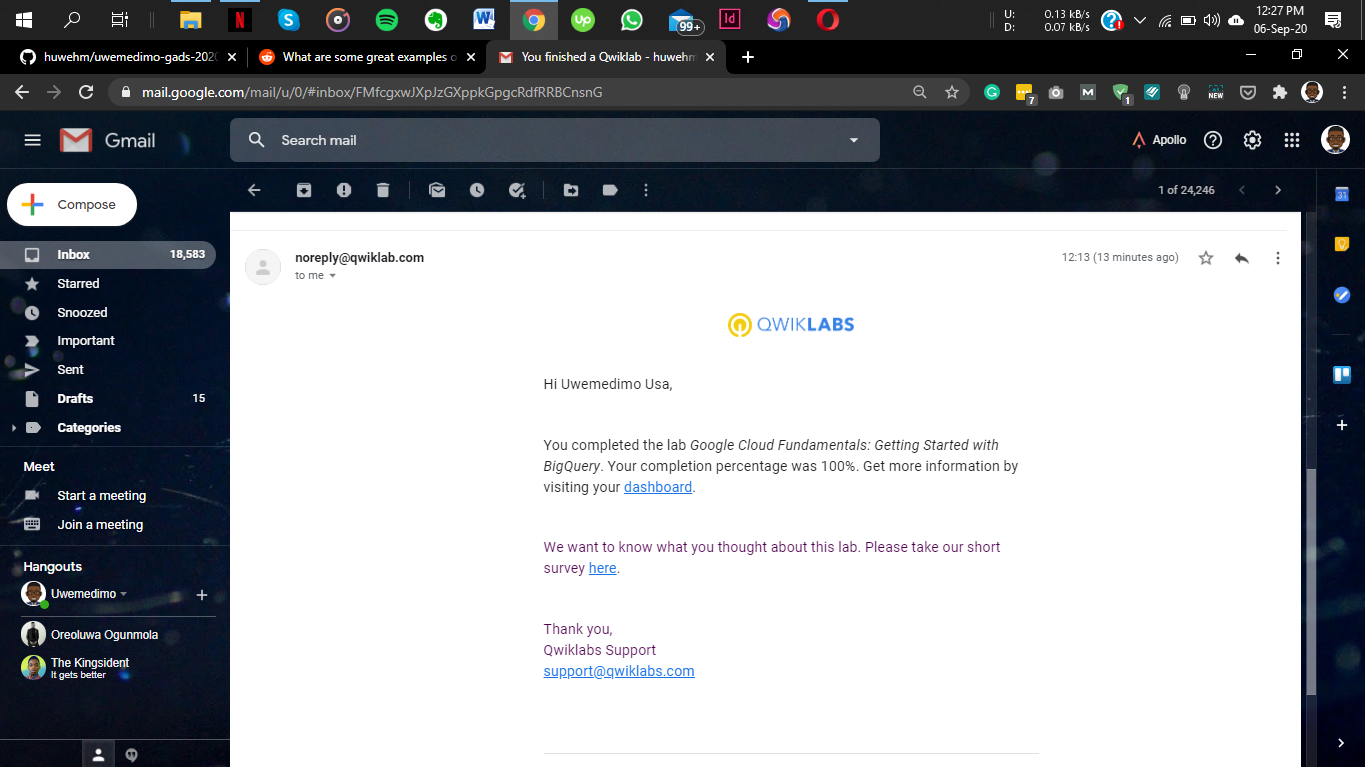 N
99+
Id
up
W
U: 0.13 kB/s
D: 0.07 kB/s
12:27 PM
06-Sep-20
huwehm/uwemedimo-gads-202
What are some great examples o
You finished a Qwiklab - huwehm
mail.google.com/mail/u/0/#inbox/FMfcgxwJXpJzGXppkGpgcRdfRRBCnsnG
7
M
1
NEW
Gmail
Search mail
Apollo
Compose
1 of 24,246
31
Inbox 18,583
Starred
Snoozed
Important
Sent
Drafts 15
Categories
Meet
Start a meeting
Join a meeting
Hangouts
Uwemedimo
Oreoluwa Ogunmola
The Kingsident
It gets better
noreply@qwiklab.com
12:13 (13 minutes ago)
to me
QWIKLABS
Hi Uwemedimo Usa,
You completed the lab Google Cloud Fundamentals: Getting Started with
BigQuery. Your completion percentage was 100%. Get more information by
visiting your dashboard.
We want to know what you thought about this lab. Please take our short
survey here.
Thank you,
Qwiklabs Support
support@qwiklabs.com